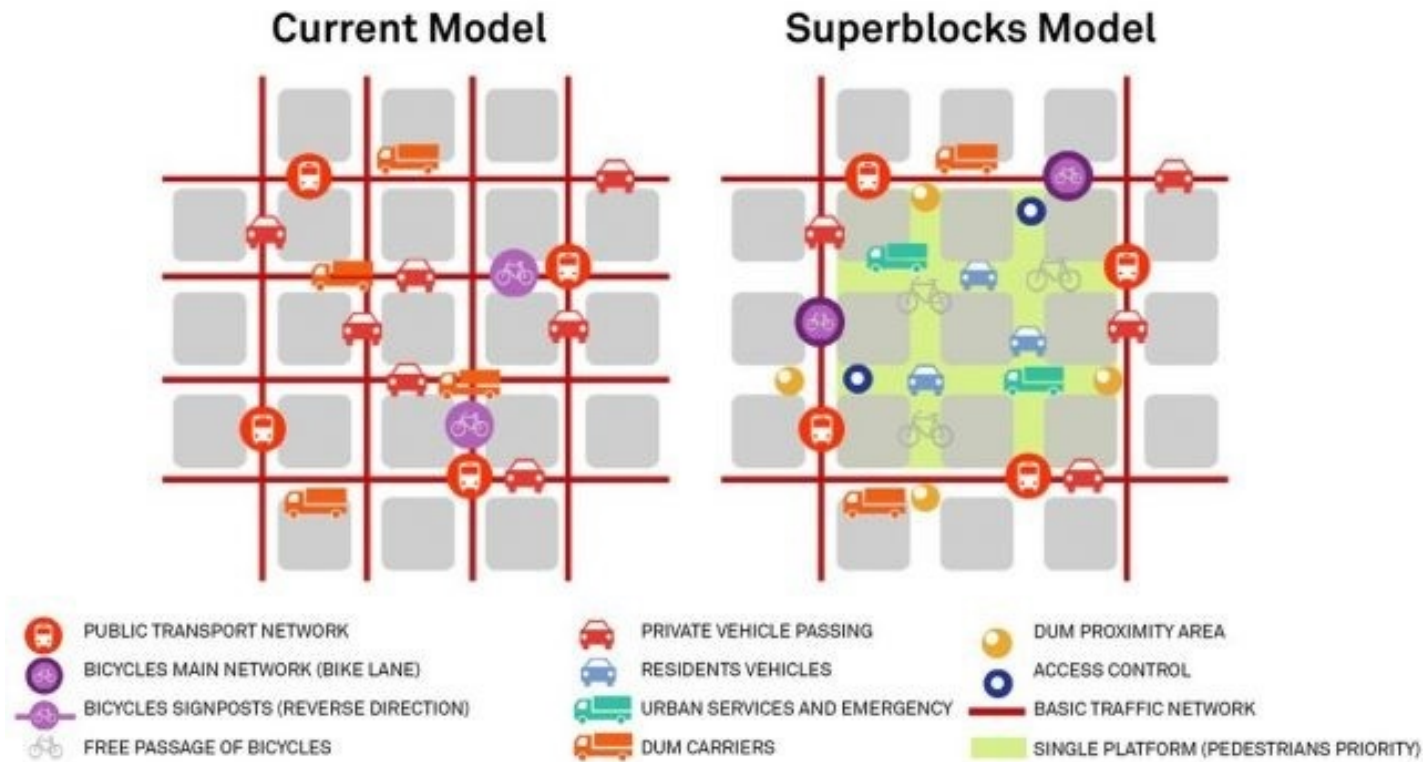 Current Model
Superblocks Model
PUBLIC TRANSPORT NETWORK
PRIVATE VEHICLE PASSING
DUM PROXIMITY AREA
BICYCLES MAIN NETWORK (BIKE LANE)
RESIDENTS VEHICLES
ACCESS CONTROL
BICYCLES SIGNPOSTS (REVERSE DIRECTION)
URBAN SERVICES AND EMERGENCY
BASIC TRAFFIC NETWORK
FREE PASSAGE OF BICYCLES
DUM CARRIERS
SINGLE PLATFORM (PEDESTRIANS PRIORITY)